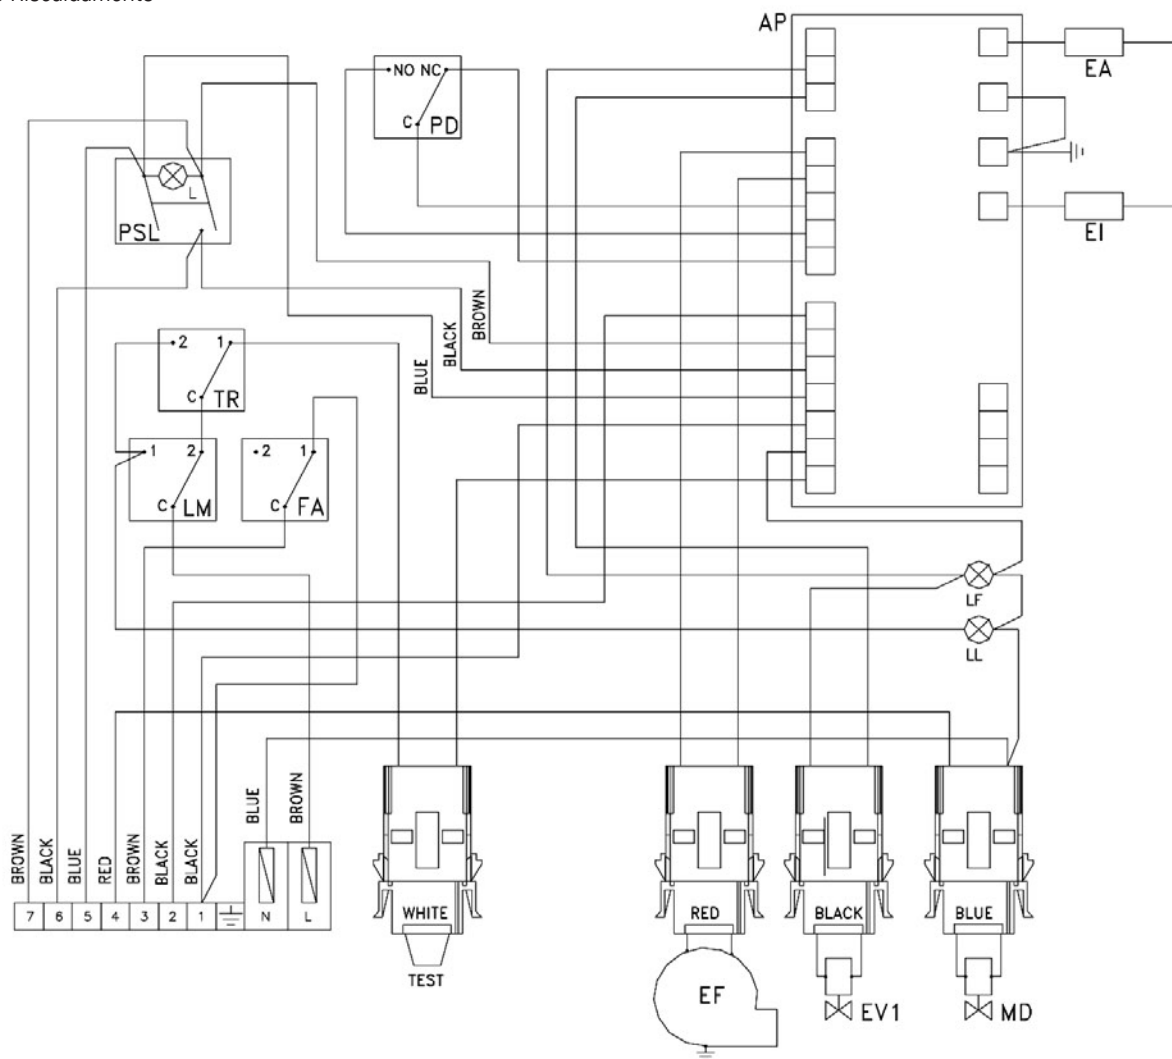 Riscaldamento
AP
EA
NO NC
C PD
L
PSL
EI
BROWN
BLACK
BLUE
2 1
C TR
1 2
C LM
2 1
C FA
LF
LL
BROWN
BLACK
BLUE
RED
BROWN
BLACK
BLACK
BLUE
BROWN
7 6 5 4 3 2 1 N L
WHITE
RED
BLACK
BLUE
TEST
EF
EV1
MD